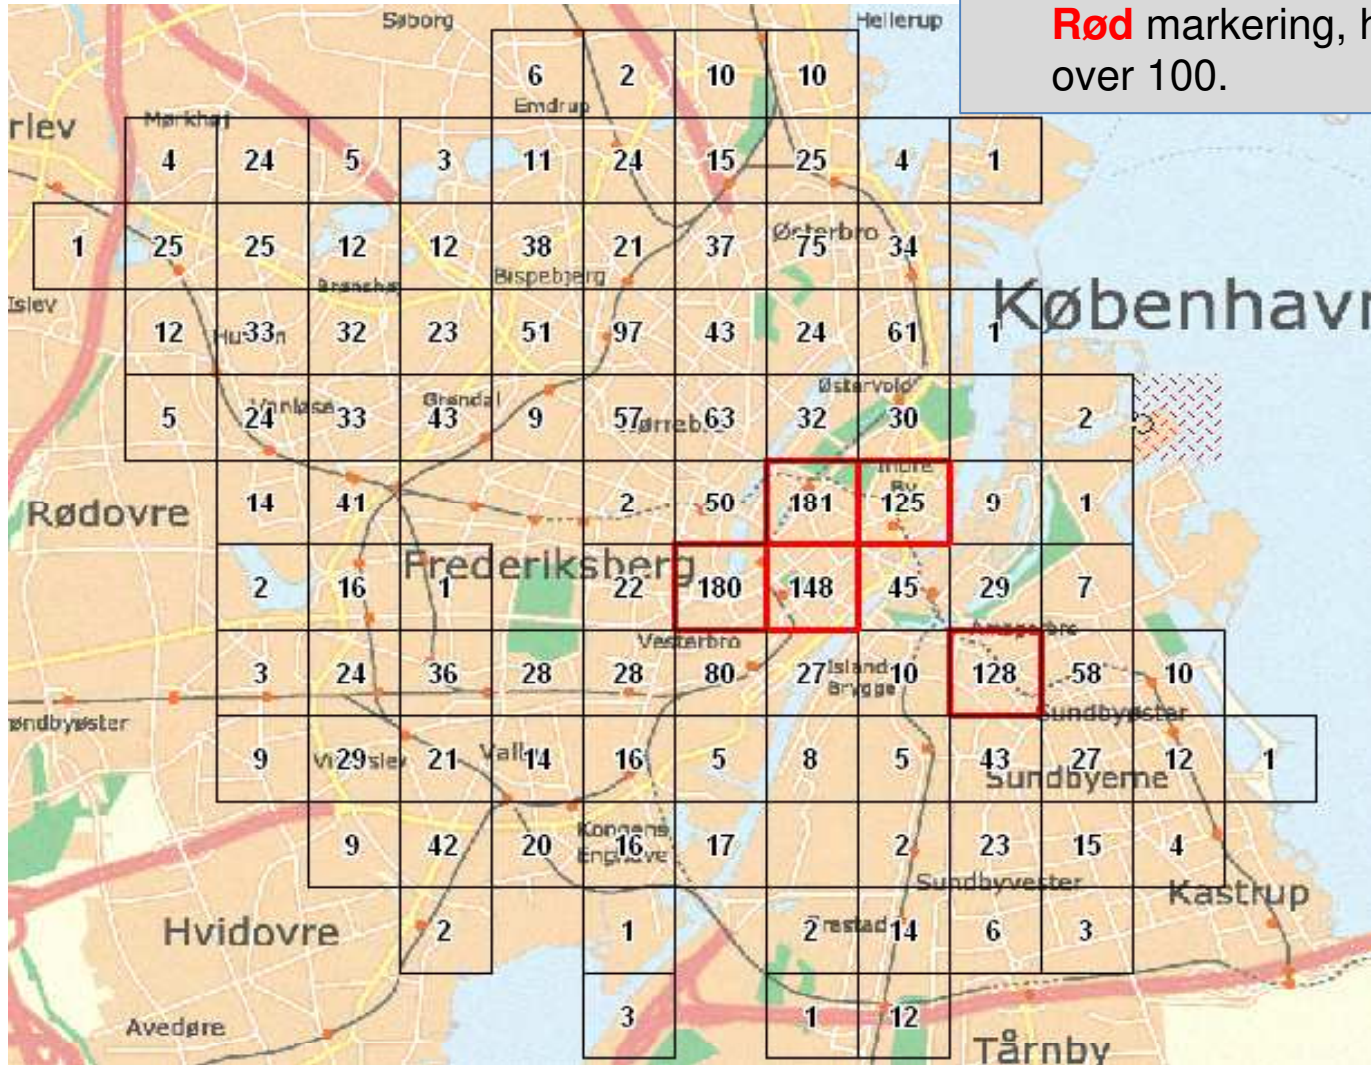 Søborg
Hellerup
Rød markering, h
over 100.
6 2 10 10
Emdrup
rlev
Mørkhøj
4 24 5 3 11 24 15 25 4 1
1 25 25 12 12 38 21 37 75 34
Østerbro
Bispebjerg
Brønshøj
Islev
København
12 33 32 23 51 97 43 24 61 1
Østervold
5 24 33 43 9 57 63 32 30 2
Vanløse
Grøndal
Indre
By
Rødovre
14 41 2 50 181 125 9 1
Frederiksberg
2 16 1 22 180 148 45 29 7
Vesterbro
Amagerbro
3 24 36 28 28 80 27 10 128 58 10
Island
Brygge
Sundbyøster
øndbyøster
9 29 21 14 16 5 8 5 43 27 12 1
Sundbyerne
9 42 20 16 17 2 23 15 4
Kongens
Enghave
Sundbyvester
Kastrup
Hvidovre
2 1 2 14 6 3
Ørestad
3 1 12
Avedøre
Tårnby